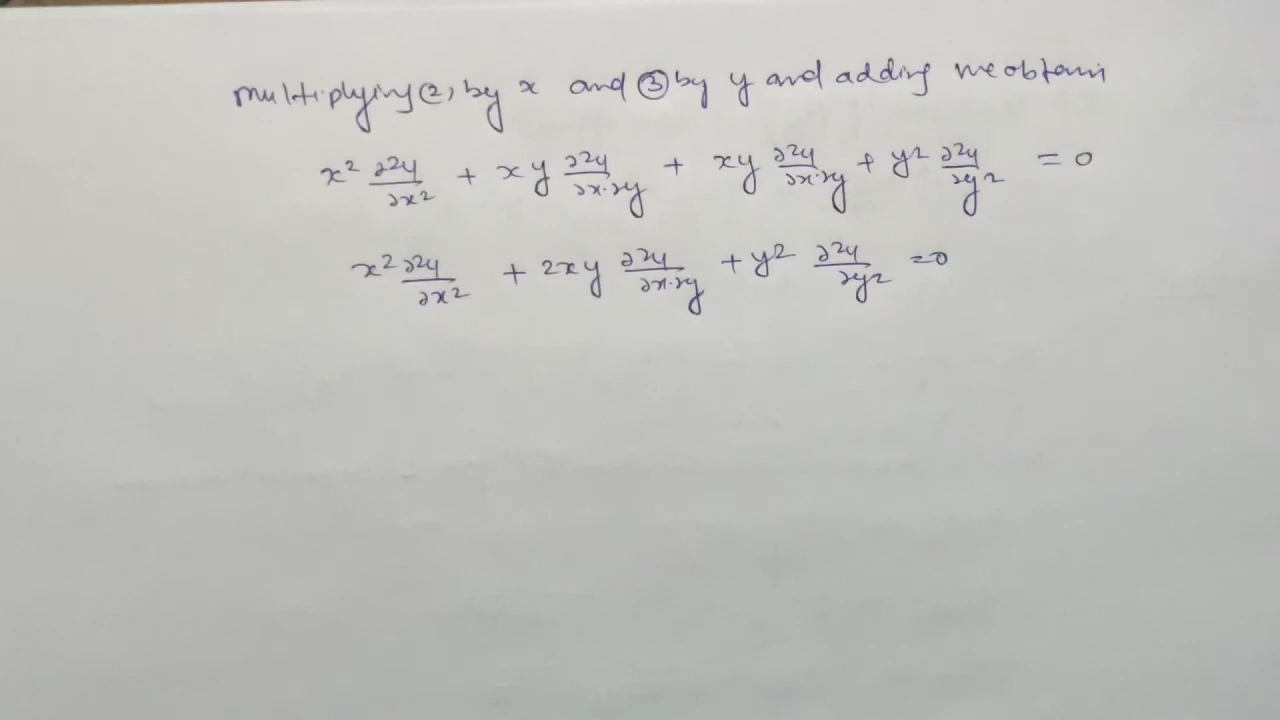 multiplying (2) by x and ③ by y and adding we obtain
x² ∂²u/∂x² + xy ∂²u/∂x·∂y + xy ∂²u/∂x·∂y + y² ∂²u/∂y² = 0
x² ∂²u/∂x² + 2xy ∂²u/∂x·∂y + y² ∂²u/∂y² = 0